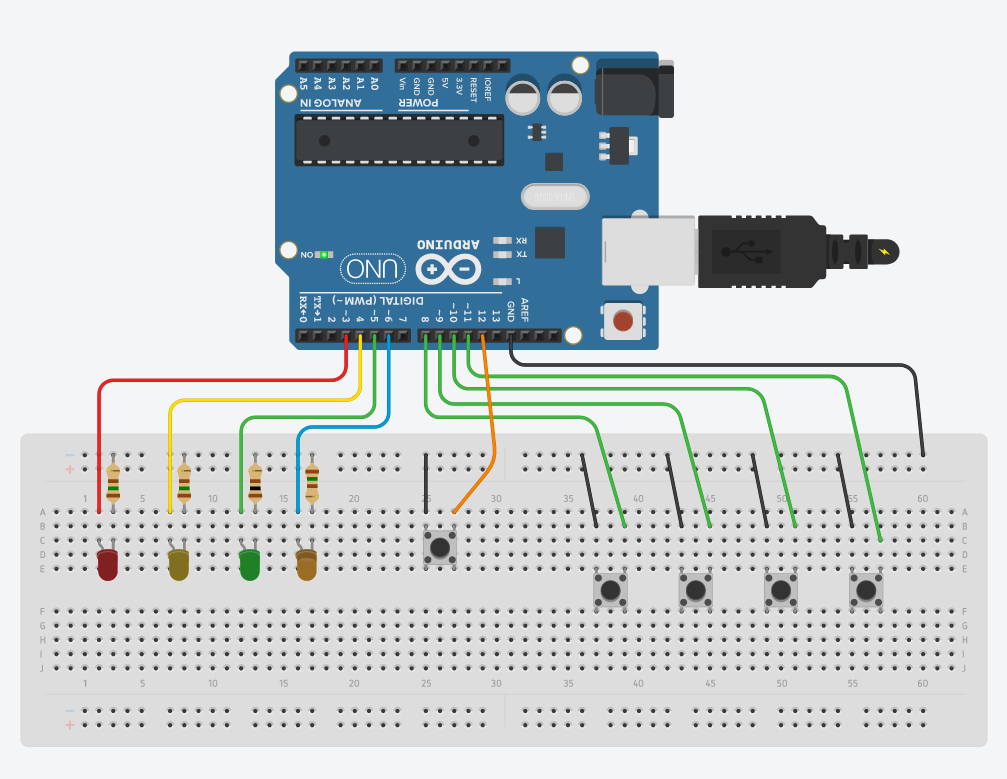 A5 A4 A3 A2 A1 A0
Vin GND GND 5V 3.3V RESET IOREF
ANALOG IN
POWER
RX
TX
ARDUINO
ON
UNO
L
DIGITAL (PWM~)
RX←0 TX→1 2 ~3 4 ~5 ~6 7 8 ~9 ~10 ~11 12 13 GND AREF
1 5 10 15 20 25 30 35 40 45 50 55 60
A A
B B
C C
D D
E E
F F
G G
H H
I I
J J
1 5 10 15 20 25 30 35 40 45 50 55 60